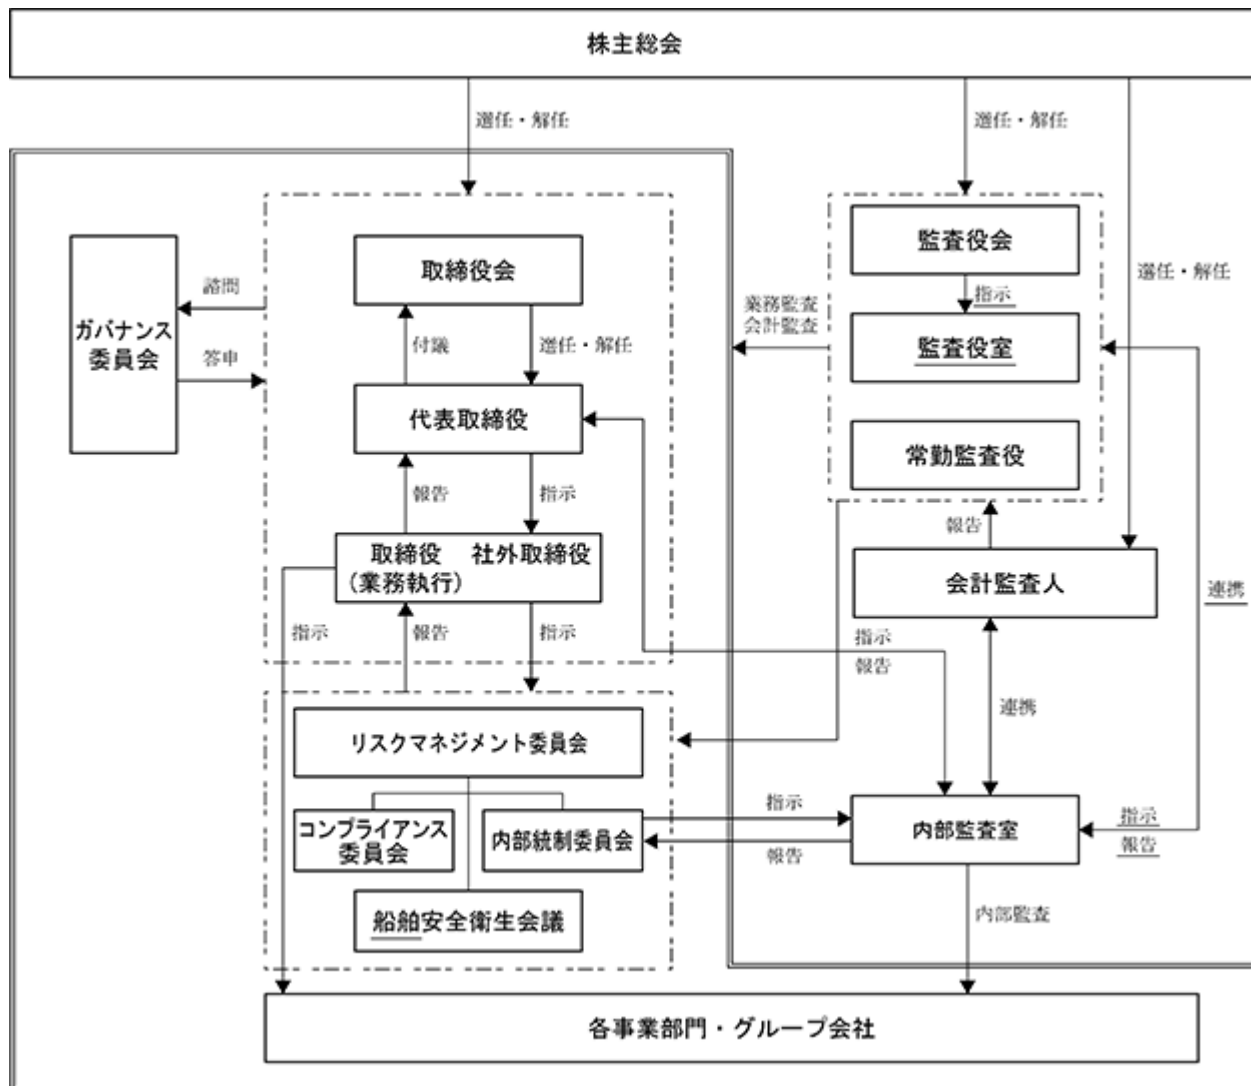 株主総会
選任・解任
選任・解任
選任・解任
ガバナンス
委員会
諮問
答申
取締役会
付議
選任・解任
代表取締役
報告
指示
取締役
(業務執行)
社外取締役
指示
報告
指示
業務監査
会計監査
監査役会
指示
監査役室
常勤監査役
報告
会計監査人
連携
指示
報告
連携
リスクマネジメント委員会
コンプライアンス
委員会
内部統制委員会
船舶安全衛生会議
指示
報告
内部監査室
指示
報告
内部監査
各事業部門・グループ会社